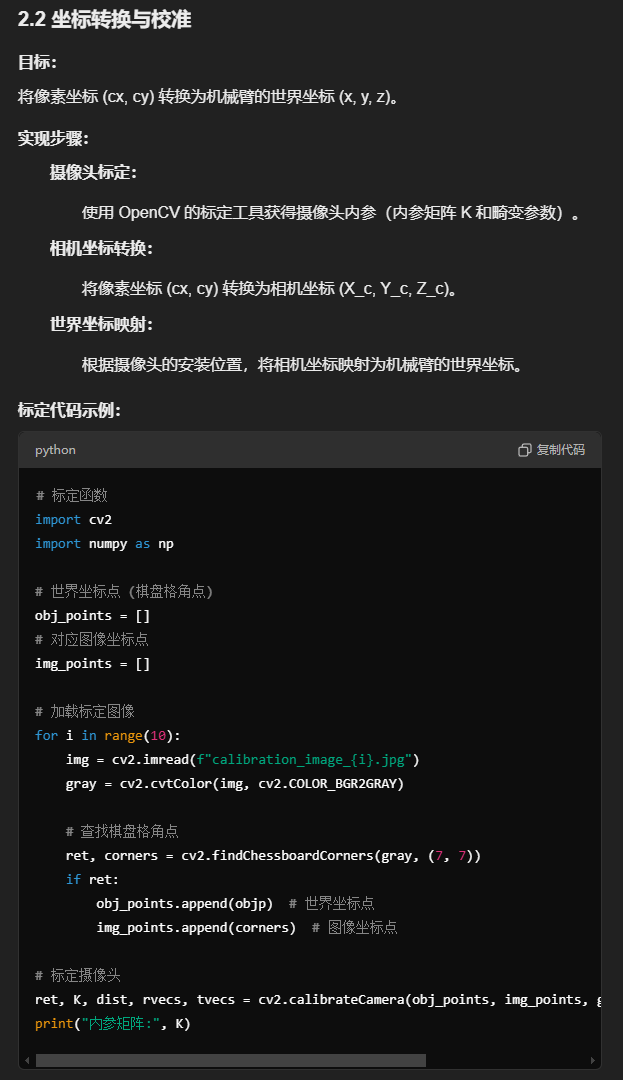 2.2 坐标转换与校准
目标：
将像素坐标 (cx, cy) 转换为机械臂的世界坐标 (x, y, z)。
实现步骤：
摄像头标定：
使用 OpenCV 的标定工具获得摄像头内参（内参矩阵 K 和畸变参数）。
相机坐标转换：
将像素坐标 (cx, cy) 转换为相机坐标 (X_c, Y_c, Z_c)。
世界坐标映射：
根据摄像头的安装位置，将相机坐标映射为机械臂的世界坐标。
标定代码示例：
python 复制代码
# 标定函数
import cv2
import numpy as np
# 世界坐标点 (棋盘格角点)
obj_points = []
# 对应图像坐标点
img_points = []
# 加载标定图像
for i in range(10):
    img = cv2.imread(f"calibration_image_{i}.jpg")
    gray = cv2.cvtColor(img, cv2.COLOR_BGR2GRAY)
    # 查找棋盘格角点
    ret, corners = cv2.findChessboardCorners(gray, (7, 7))
    if ret:
        obj_points.append(objp)  # 世界坐标点
        img_points.append(corners)  # 图像坐标点
# 标定摄像头
ret, K, dist, rvecs, tvecs = cv2.calibrateCamera(obj_points, img_points, g
print("内参矩阵:", K)